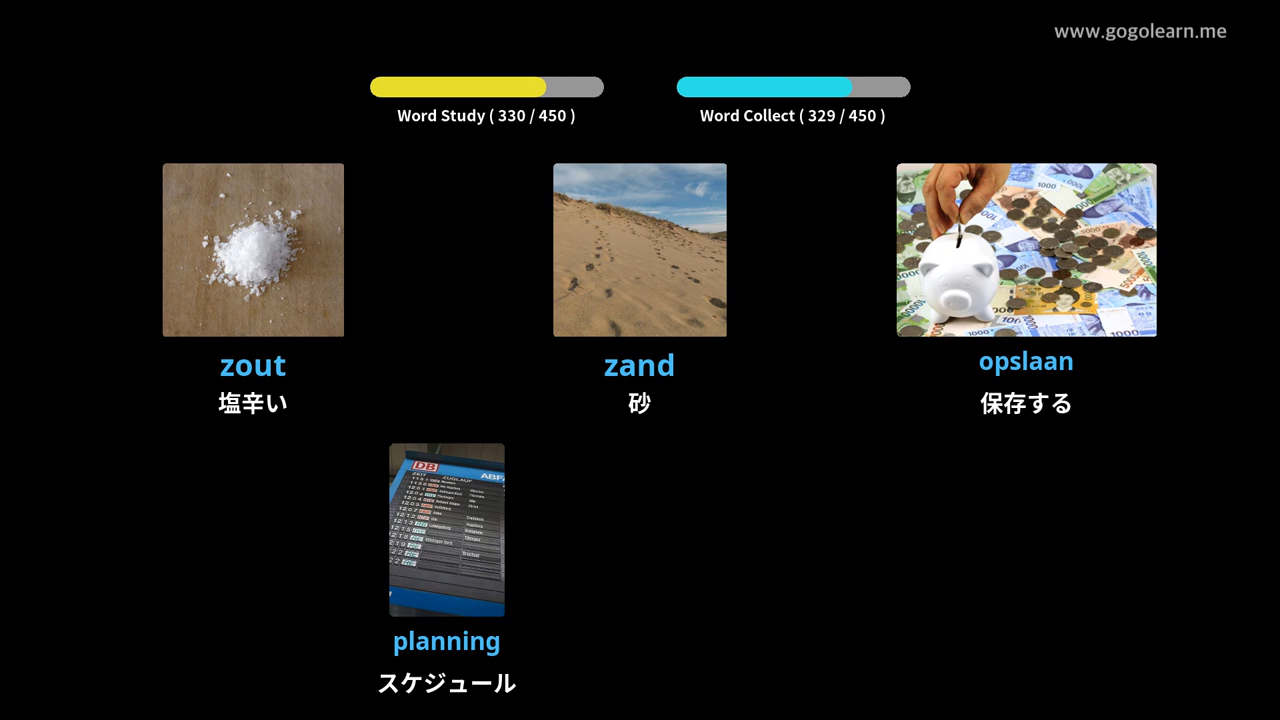 www.gogolearn.me
Word Study ( 330 / 450 )
Word Collect ( 329 / 450 )
zout
塩辛い
zand
砂
opslaan
保存する
DB
planning
スケジュール